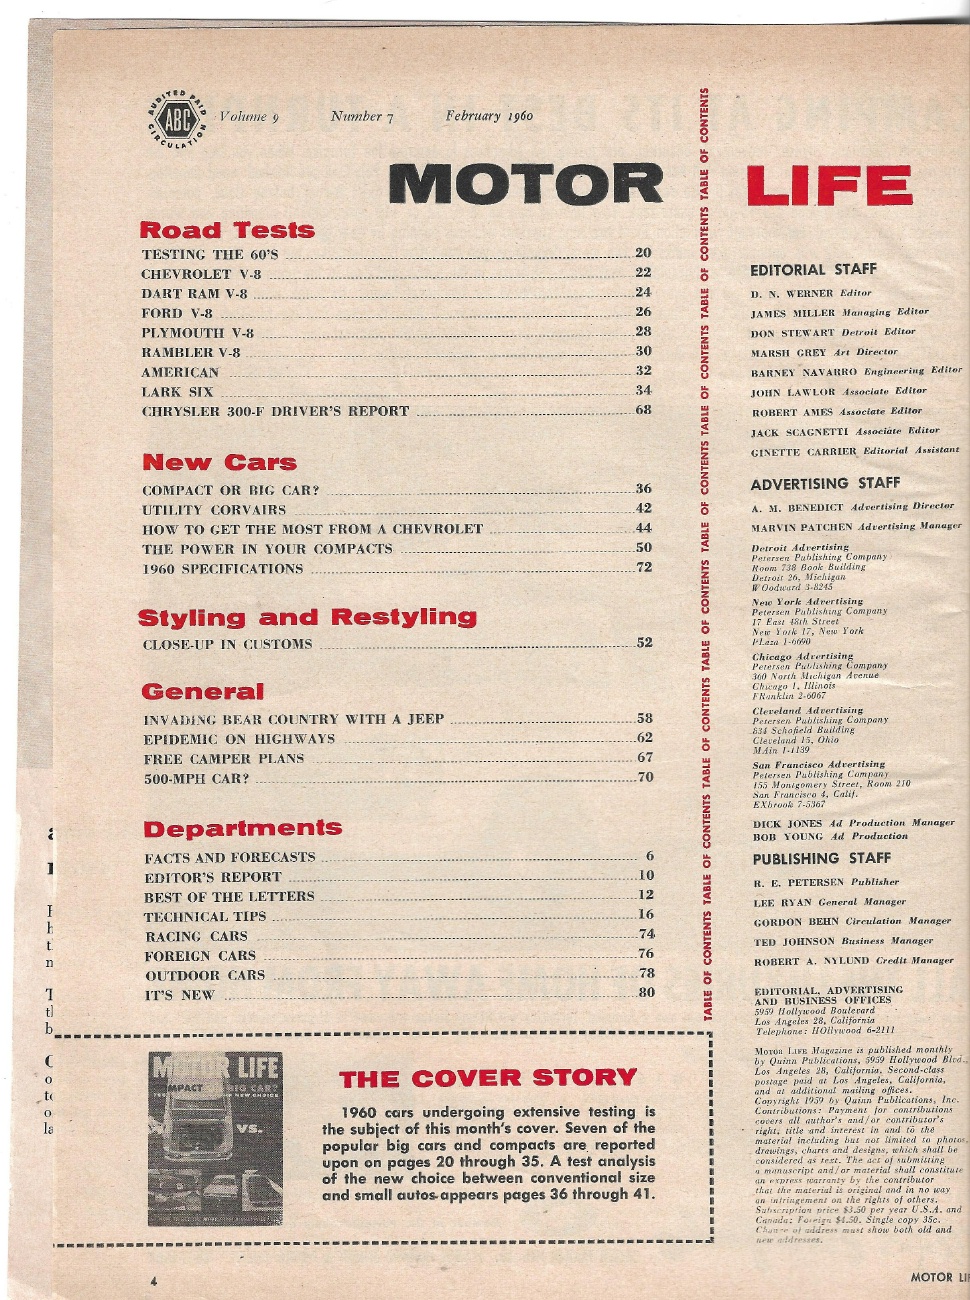 AUDITED PAID
ABC
CIRCULATION
Volume 9 Number 7 February 1960
MOTOR LIFE
Road Tests
TESTING THE 60'S 20
CHEVROLET V-8 22
DART RAM V-8 24
FORD V-8 26
PLYMOUTH V-8 28
RAMBLER V-8 30
AMERICAN 32
LARK SIX 34
CHRYSLER 300-F DRIVER'S REPORT 68
New Cars
COMPACT OR BIG CAR? 36
UTILITY CORVAIRS 42
HOW TO GET THE MOST FROM A CHEVROLET 44
THE POWER IN YOUR COMPACTS 50
1960 SPECIFICATIONS 72
Styling and Restyling
CLOSE-UP IN CUSTOMS 52
General
INVADING BEAR COUNTRY WITH A JEEP 58
EPIDEMIC ON HIGHWAYS 62
FREE CAMPER PLANS 67
500-MPH CAR? 70
Departments
FACTS AND FORECASTS 6
EDITOR'S REPORT 10
BEST OF THE LETTERS 12
TECHNICAL TIPS 16
RACING CARS 74
FOREIGN CARS 76
OUTDOOR CARS 78
IT'S NEW 80
TABLE OF CONTENTS TABLE OF CONTENTS TABLE OF CONTENTS TABLE OF CONTENTS TABLE OF CONTENTS TABLE OF CONTENTS TABLE OF CONTENTS TABLE OF CONTENTS
MOTOR LIFE
BIG CAR?
VS.
THE COVER STORY
1960 cars undergoing extensive testing is
the subject of this month's cover. Seven of the
popular big cars and compacts are reported
upon on pages 20 through 35. A test analysis
of the new choice between conventional size
and small autos appears pages 36 through 41.
4
EDITORIAL STAFF
D. N. WERNER Editor
JAMES MILLER Managing Editor
DON STEWART Detroit Editor
MARSH GREY Art Director
BARNEY NAVARRO Engineering Editor
JOHN LAWLOR Associate Editor
ROBERT AMES Associate Editor
JACK SCAGNETTI Associate Editor
GINETTE CARRIER Editorial Assistant
ADVERTISING STAFF
A. M. BENEDICT Advertising Director
MARVIN PATCHEN Advertising Manager
Detroit Advertising
Petersen Publishing Company
Room 738 Book Building
Detroit 26, Michigan
WOodward 3-8245
New York Advertising
Petersen Publishing Company
17 East 48th Street
New York 17, New York
PLaza 1-6690
Chicago Advertising
Petersen Publishing Company
360 North Michigan Avenue
Chicago 1, Illinois
FRanklin 2-6067
Cleveland Advertising
Petersen Publishing Company
834 Schofield Building
Cleveland 15, Ohio
MAin 1-1139
San Francisco Advertising
Petersen Publishing Company
155 Montgomery Street, Room 210
San Francisco 4, Calif.
EXbrook 7-5367
DICK JONES Ad Production Manager
BOB YOUNG Ad Production
PUBLISHING STAFF
R. E. PETERSEN Publisher
LEE RYAN General Manager
GORDON BEHN Circulation Manager
TED JOHNSON Business Manager
ROBERT A. NYLUND Credit Manager
EDITORIAL, ADVERTISING
AND BUSINESS OFFICES
5959 Hollywood Boulevard
Los Angeles 28, California
Telephone: HOllywood 6-2111
MOTOR LIFE Magazine is published monthly
by Quinn Publications, 5959 Hollywood Blvd.,
Los Angeles 28, California. Second-class
postage paid at Los Angeles, California,
and at additional mailing offices.
Copyright 1959 by Quinn Publications, Inc.
Contributions: Payment for contributions
covers all author's and/or contributor's
right, title and interest in and to the
material including but not limited to photos,
drawings, charts and designs, which shall be
considered as text. The act of submitting
a manuscript and/or material shall constitute
an express warranty by the contributor
that the material is original and in no way
an infringement on the rights of others.
Subscription price $3.50 per year U.S.A. and
Canada; Foreign $4.50. Single copy 35c.
Change of address must show both old and
new addresses.
MOTOR LI